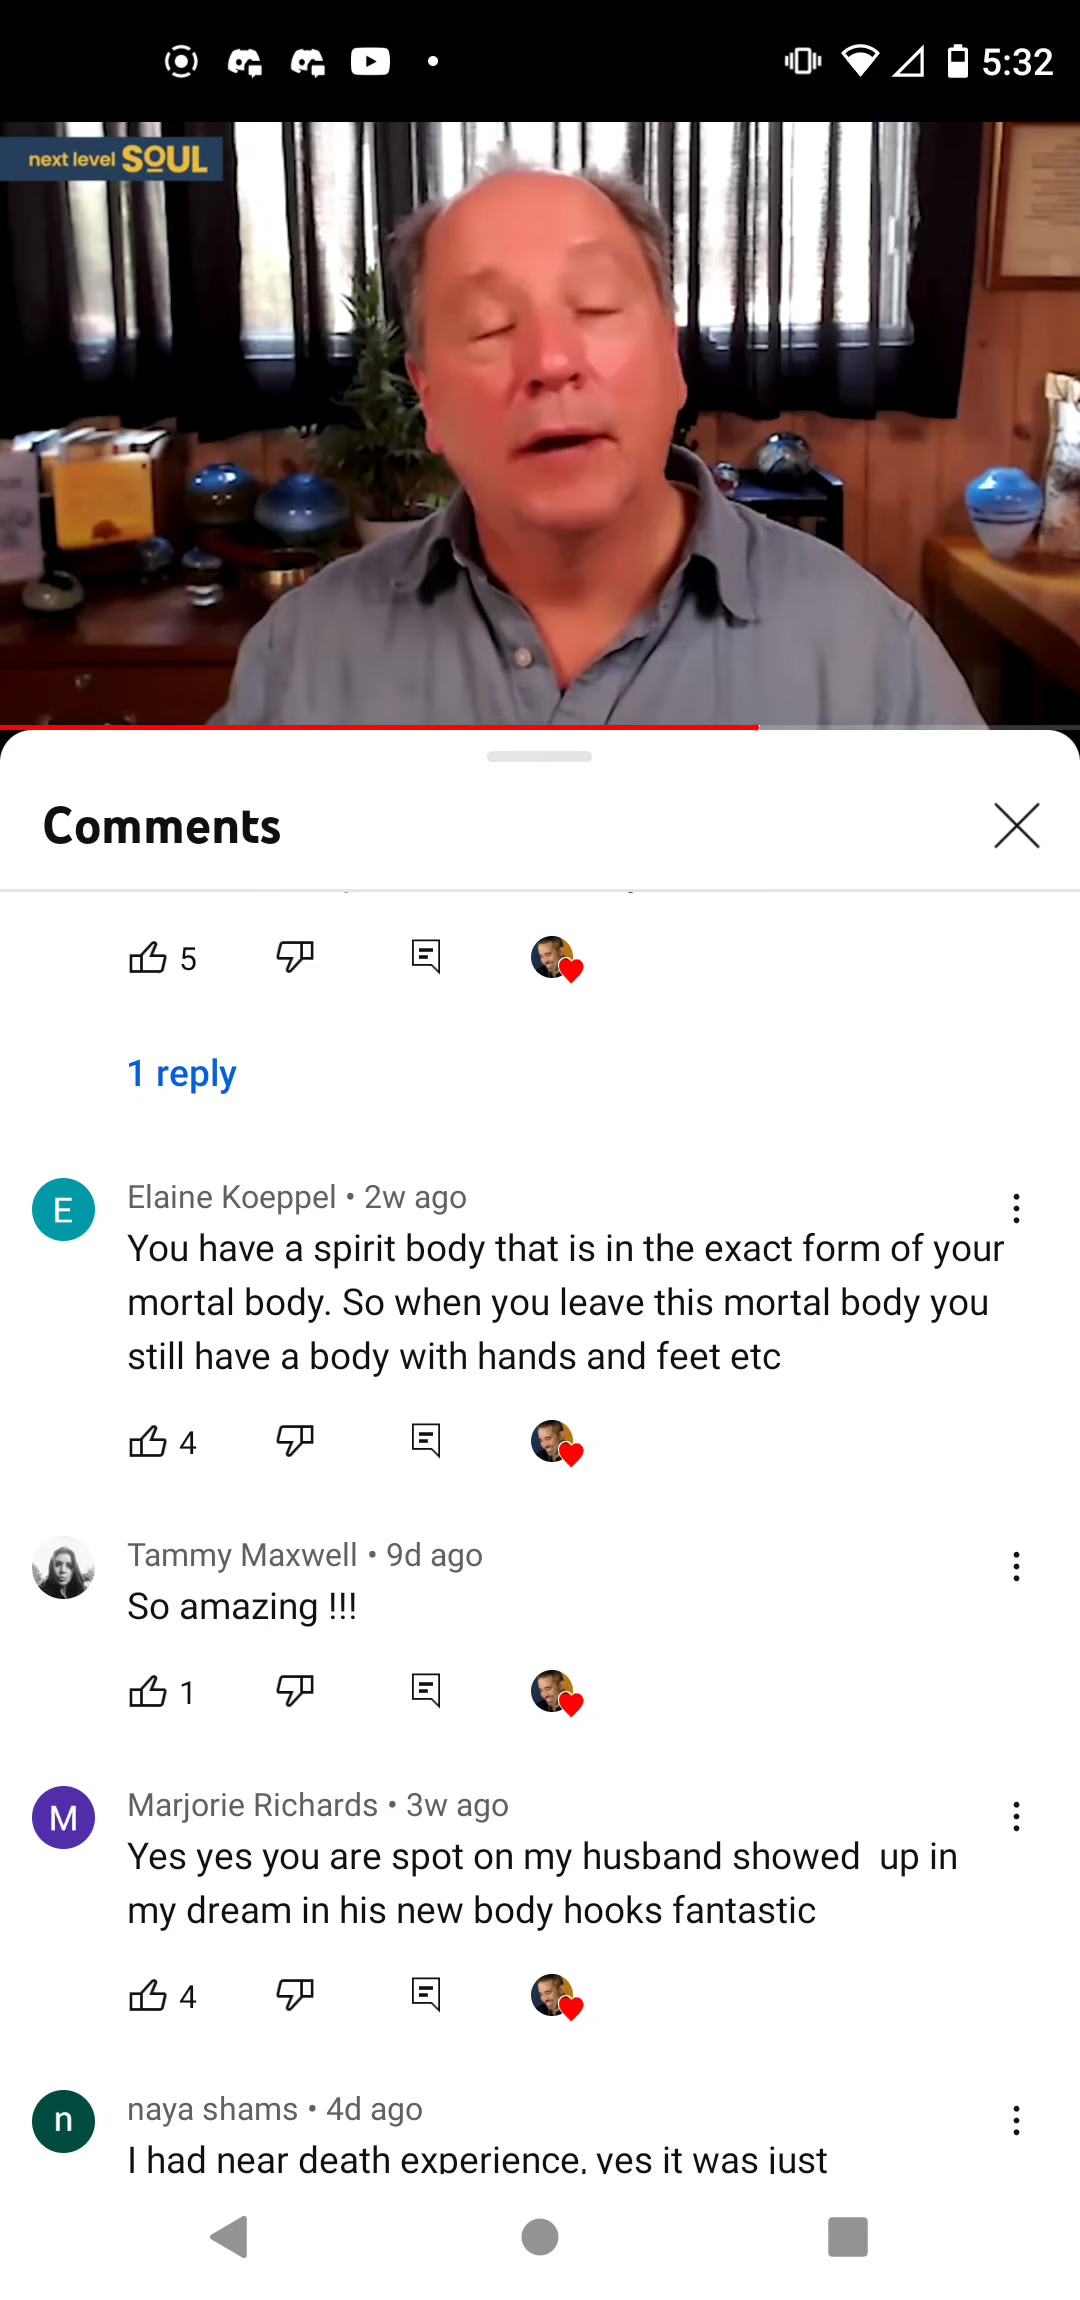 5:32
next level SOUL
Comments
5
1 reply
E
Elaine Koeppel • 2w ago
You have a spirit body that is in the exact form of your
mortal body. So when you leave this mortal body you
still have a body with hands and feet etc
4
Tammy Maxwell • 9d ago
So amazing !!!
1
M
Marjorie Richards • 3w ago
Yes yes you are spot on my husband showed  up in
my dream in his new body hooks fantastic
4
n
naya shams • 4d ago
I had near death experience, yes it was just